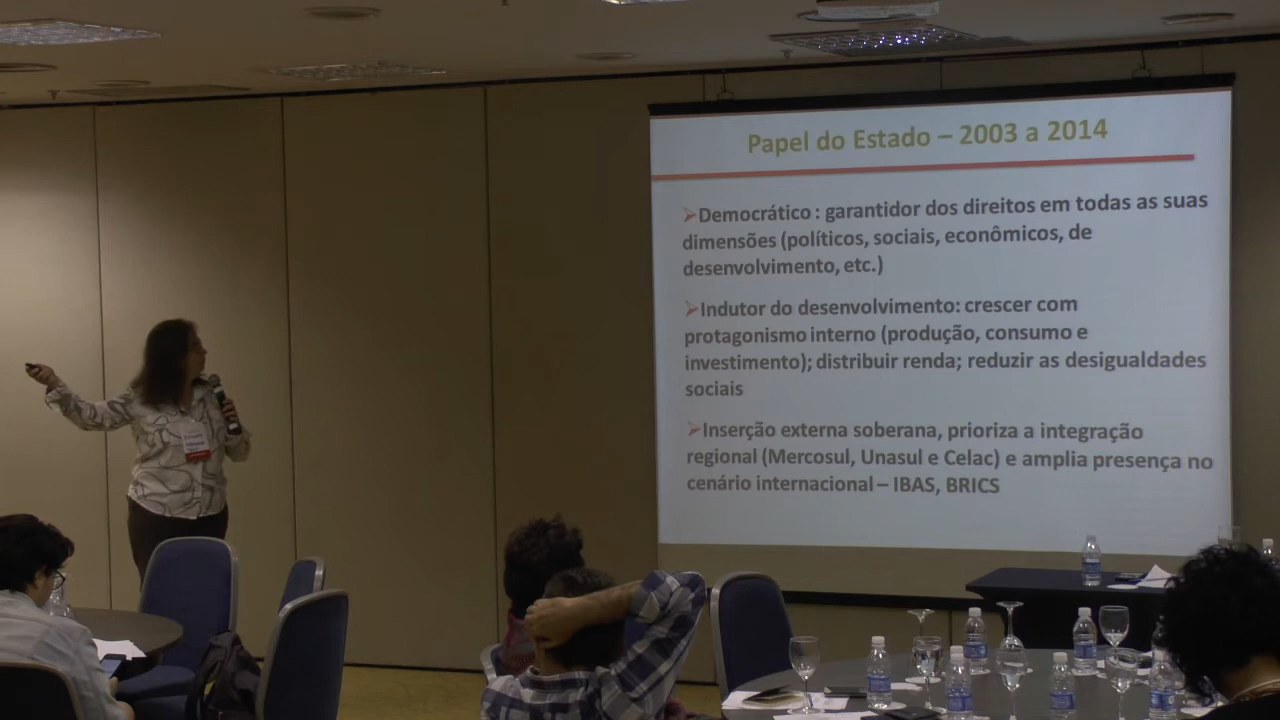 Papel do Estado – 2003 a 2014
➢Democrático : garantidor dos direitos em todas as suas
dimensões (políticos, sociais, econômicos, de
desenvolvimento, etc.)
➢Indutor do desenvolvimento: crescer com
protagonismo interno (produção, consumo e
investimento); distribuir renda; reduzir as desigualdades
sociais
➢Inserção externa soberana, prioriza a integração
regional (Mercosul, Unasul e Celac) e amplia presença no
cenário internacional – IBAS, BRICS